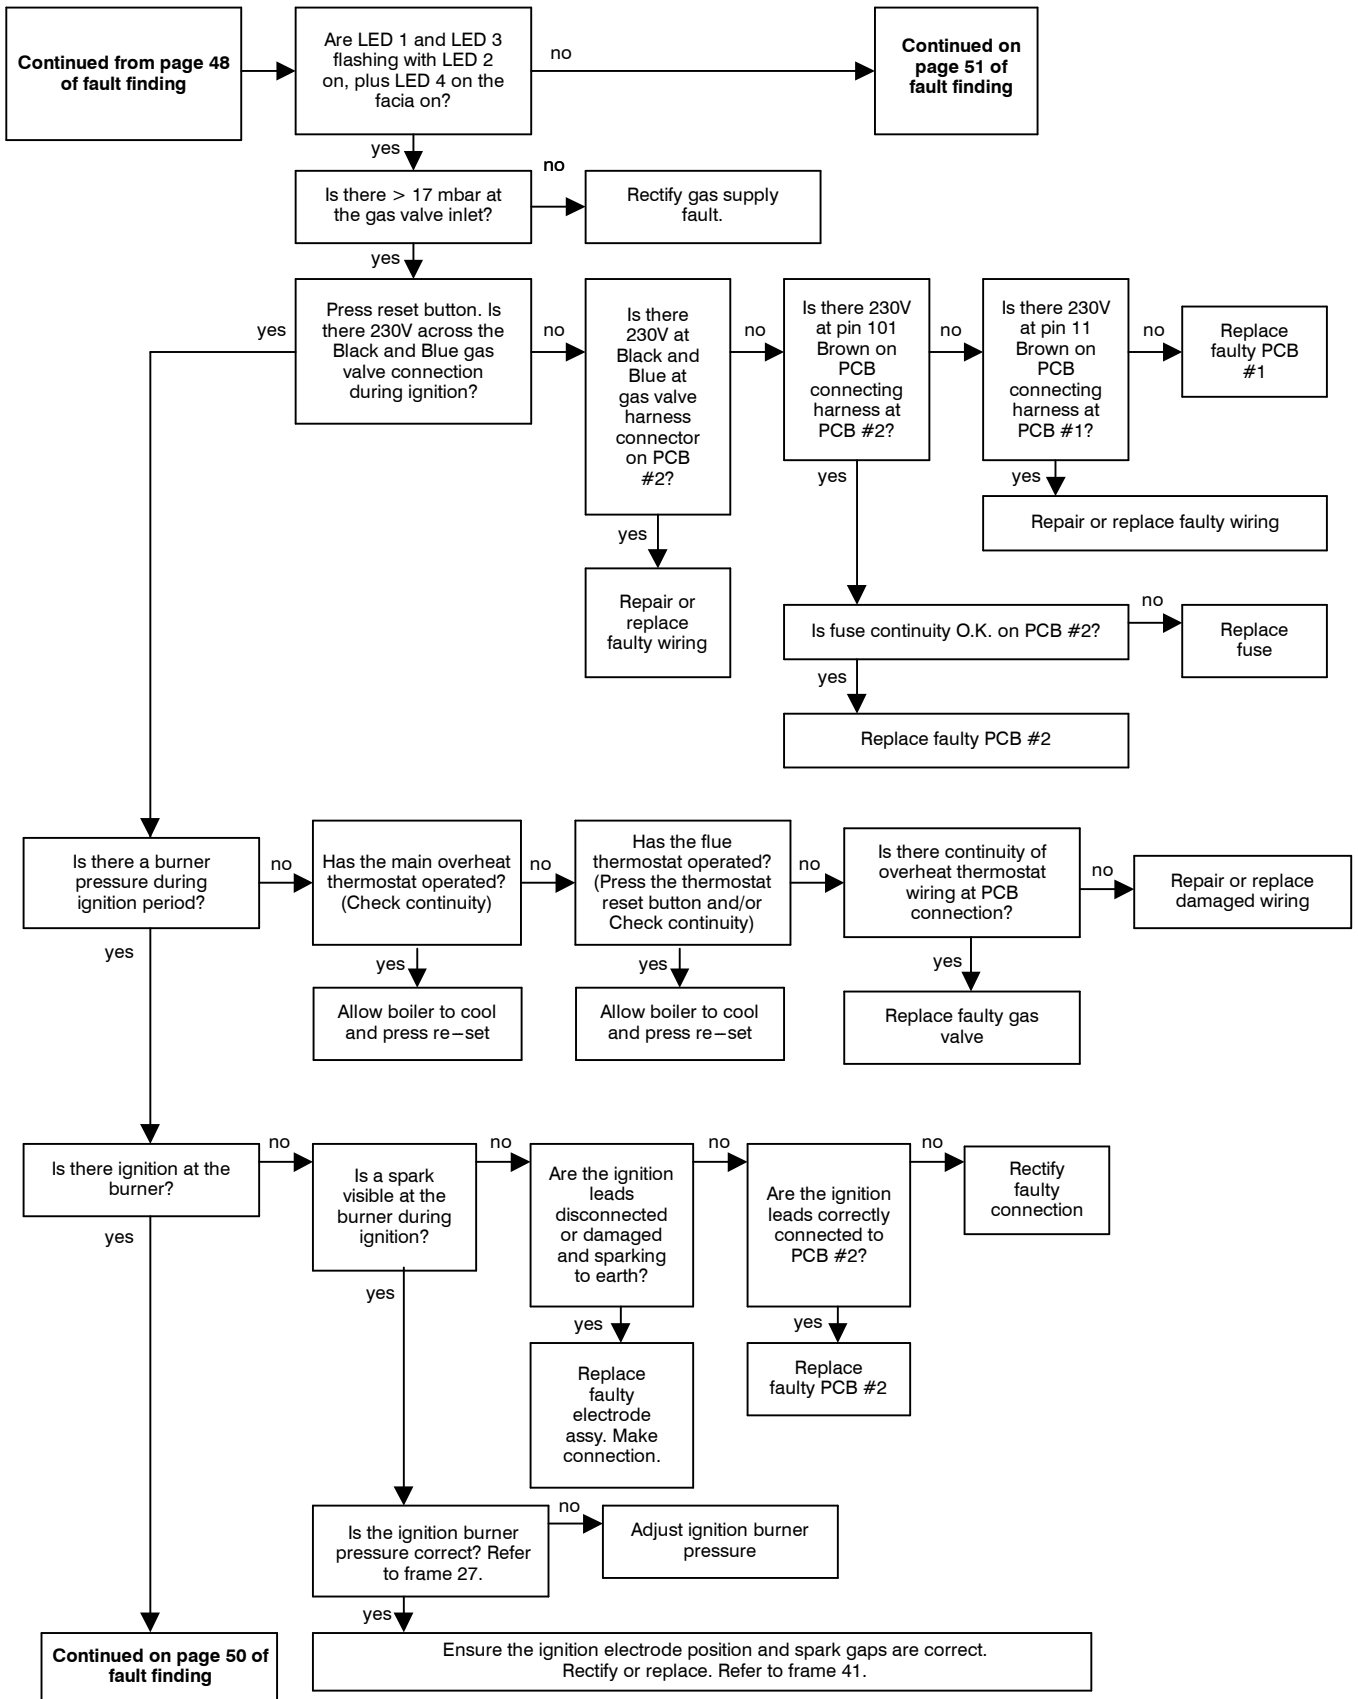 Continued from page 48
of fault finding
Are LED 1 and LED 3
flashing with LED 2
on, plus LED 4 on the
facia on?
no
Continued on
page 51 of
fault finding
yes
Is there > 17 mbar at
the gas valve inlet?
no
Rectify gas supply
fault.
yes
Press reset button. Is
there 230V across the
Black and Blue gas
valve connection
during ignition?
yes
no
Is there
230V at
Black and
Blue at
gas valve
harness
connector
on PCB
#2?
no
Is there 230V
at pin 101
Brown on
PCB
connecting
harness at
PCB #2?
no
Is there 230V
at pin 11
Brown on
PCB
connecting
harness at
PCB #1?
no
Replace
faulty PCB
#1
yes
Repair or replace faulty wiring
yes
yes
Repair or
replace
faulty wiring
Is fuse continuity O.K. on PCB #2?
no
Replace
fuse
yes
Replace faulty PCB #2
Is there a burner
pressure during
ignition period?
no
Has the main overheat
thermostat operated?
(Check continuity)
no
Has the flue
thermostat operated?
(Press the thermostat
reset button and/or
Check continuity)
no
Is there continuity of
overheat thermostat
wiring at PCB
connection?
no
Repair or replace
damaged wiring
yes
yes
Allow boiler to cool
and press re−set
yes
Allow boiler to cool
and press re−set
yes
Replace faulty gas
valve
Is there ignition at the
burner?
no
Is a spark
visible at the
burner during
ignition?
no
Are the ignition
leads
disconnected
or damaged
and sparking
to earth?
no
Are the ignition
leads correctly
connected to
PCB #2?
no
Rectify
faulty
connection
yes
yes
yes
Replace
faulty
electrode
assy. Make
connection.
yes
Replace
faulty PCB #2
Is the ignition burner
pressure correct? Refer
to frame 27.
no
Adjust ignition burner
pressure
yes
Continued on page 50 of
fault finding
Ensure the ignition electrode position and spark gaps are correct.
Rectify or replace. Refer to frame 41.